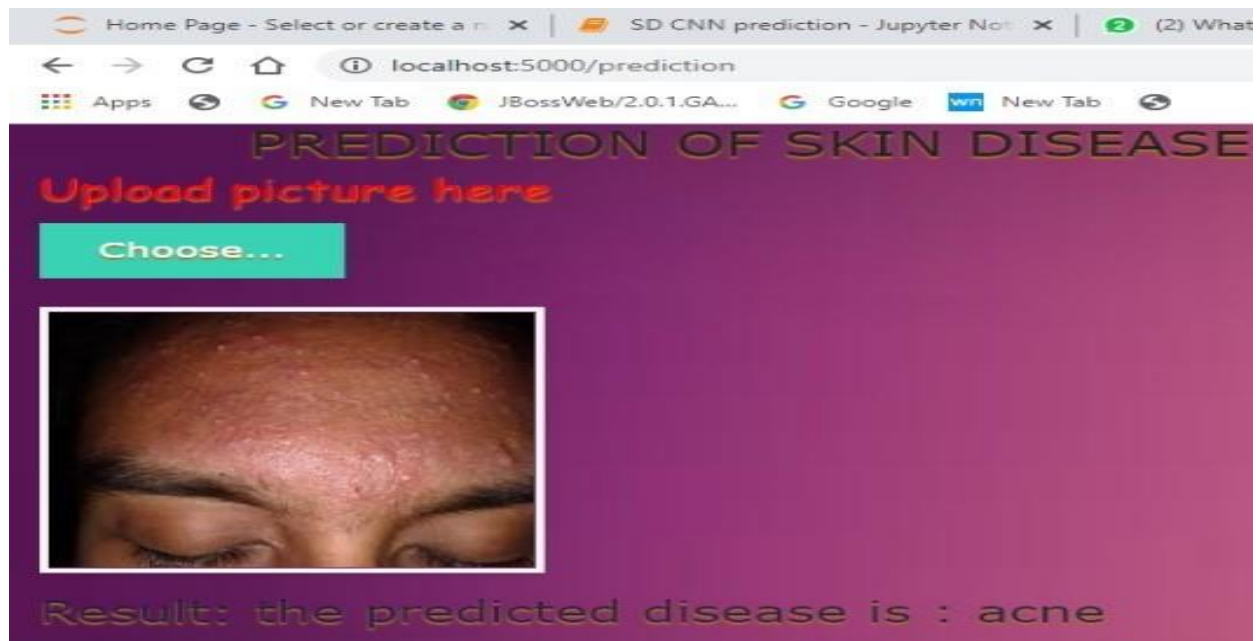 Home Page - Select or create a n
SD CNN prediction - Jupyter Not
2 (2) What
localhost:5000/prediction
Apps
New Tab
JBossWeb/2.0.1.GA...
Google
wn New Tab
PREDICTION OF SKIN DISEASE
Upload picture here
Choose...
Result: the predicted disease is : acne